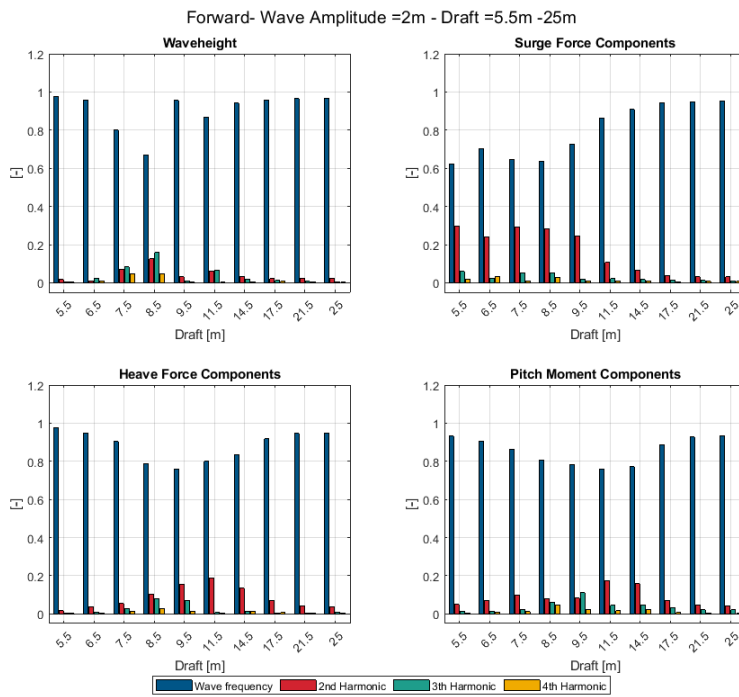 Forward- Wave Amplitude =2m - Draft =5.5m -25m
Waveheight
1.2
1
0.8
0.6
0.4
0.2
0
[-]
5.5 6.5 7.5 8.5 9.5 11.5 14.5 17.5 21.5 25
Draft [m]
Surge Force Components
1.2
1
0.8
0.6
0.4
0.2
0
[-]
5.5 6.5 7.5 8.5 9.5 11.5 14.5 17.5 21.5 25
Draft [m]
Heave Force Components
1.2
1
0.8
0.6
0.4
0.2
0
[-]
5.5 6.5 7.5 8.5 9.5 11.5 14.5 17.5 21.5 25
Draft [m]
Pitch Moment Components
1.2
1
0.8
0.6
0.4
0.2
0
[-]
5.5 6.5 7.5 8.5 9.5 11.5 14.5 17.5 21.5 25
Draft [m]
Wave frequency 2nd Harmonic 3th Harmonic 4th Harmonic